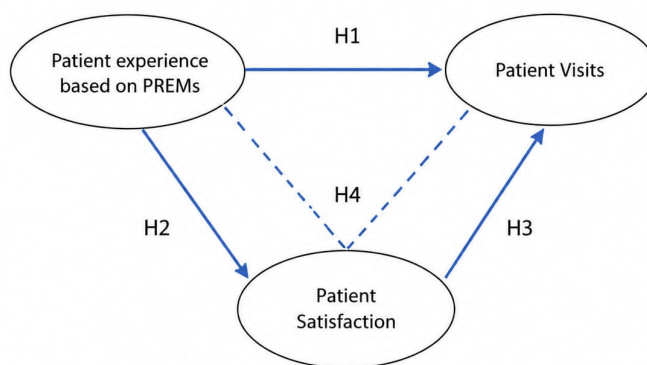 H1
Patient experience
based on PREMs
Patient Visits
H4
H2
H3
Patient
Satisfaction